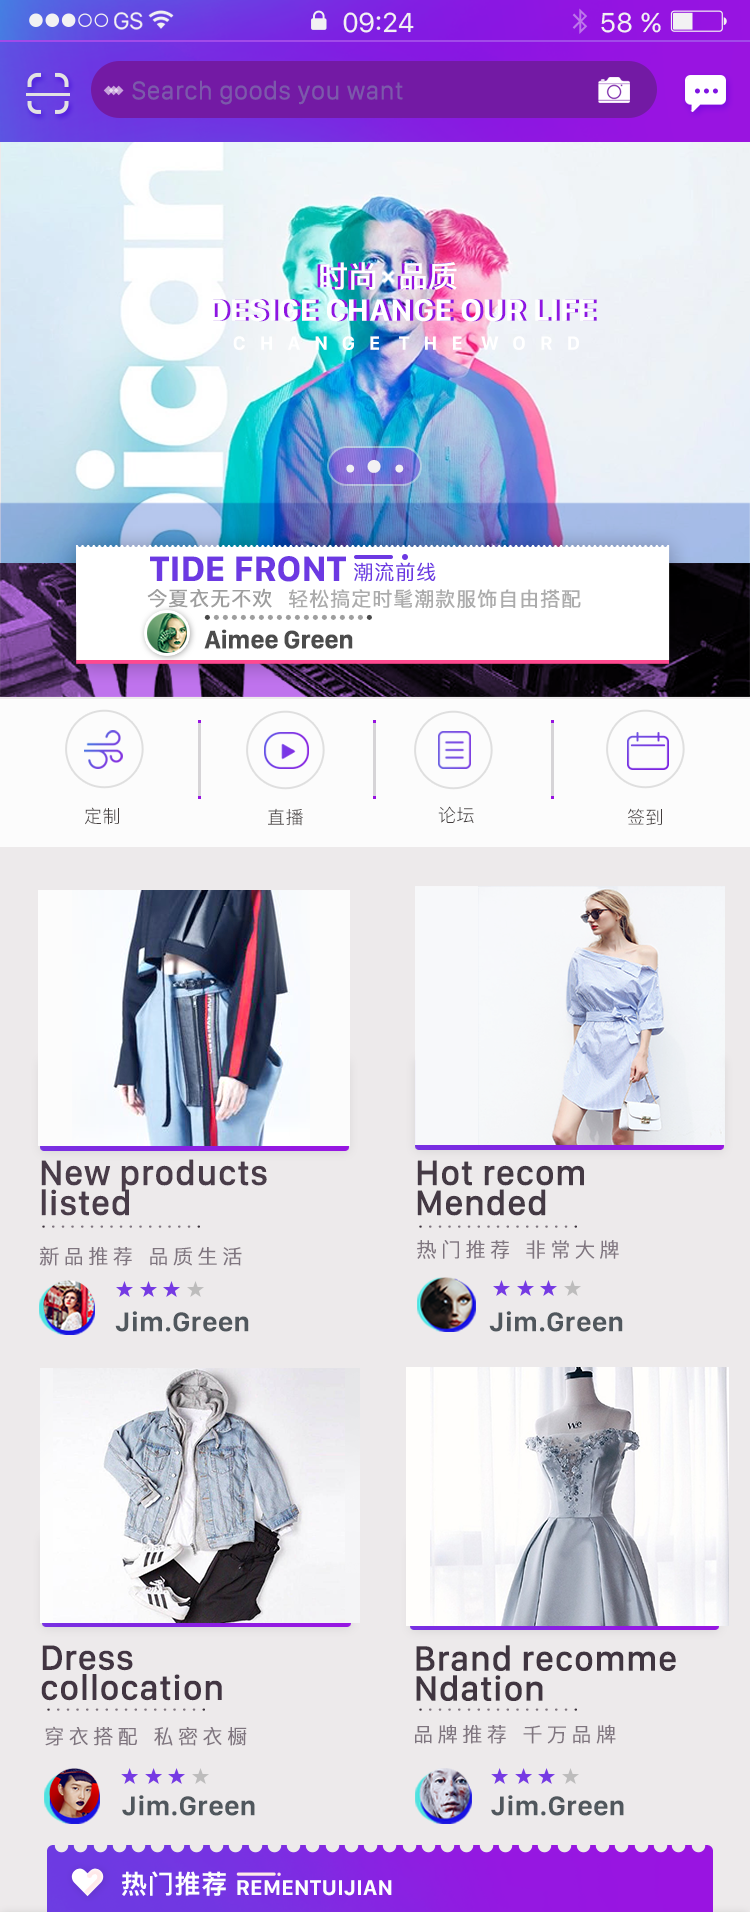 GS 09:24 58 %
Search goods you want
pican
时尚×品质
DESIGE CHANGE OUR LIFE
CHANGE THE WORD
TIDE FRONT 潮流前线
今夏衣无不欢 轻松搞定时髦潮款服饰自由搭配
Aimee Green
定制 直播 论坛 签到
New products
listed
新品推荐 品质生活
Jim.Green
Hot recom
Mended
热门推荐 非常大牌
Jim.Green
We
Dress
collocation
穿衣搭配 私密衣橱
Jim.Green
Brand recomme
Ndation
品牌推荐 千万品牌
Jim.Green
热门推荐 REMENTUIJIAN